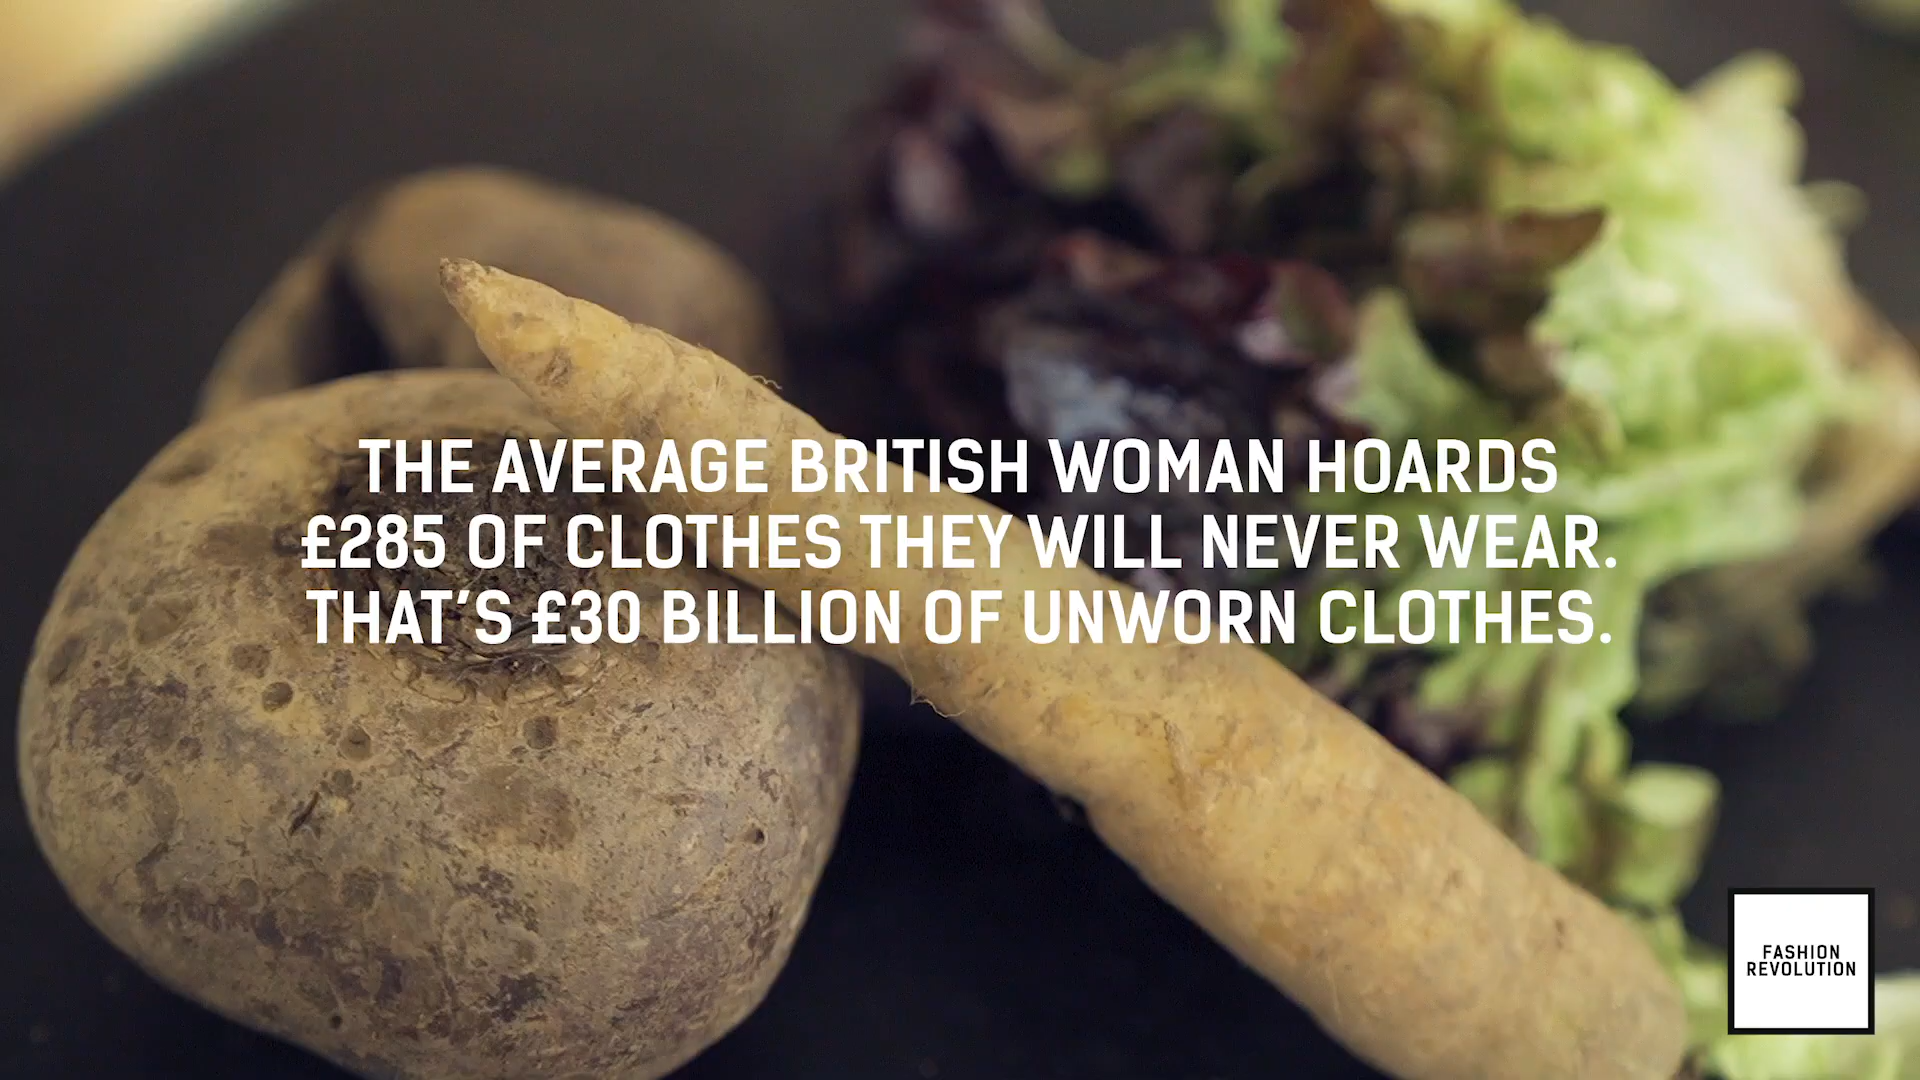 THE AVERAGE BRITISH WOMAN HOARDS
£285 OF CLOTHES THEY WILL NEVER WEAR.
THAT'S £30 BILLION OF UNWORN CLOTHES.
FASHION
REVOLUTION